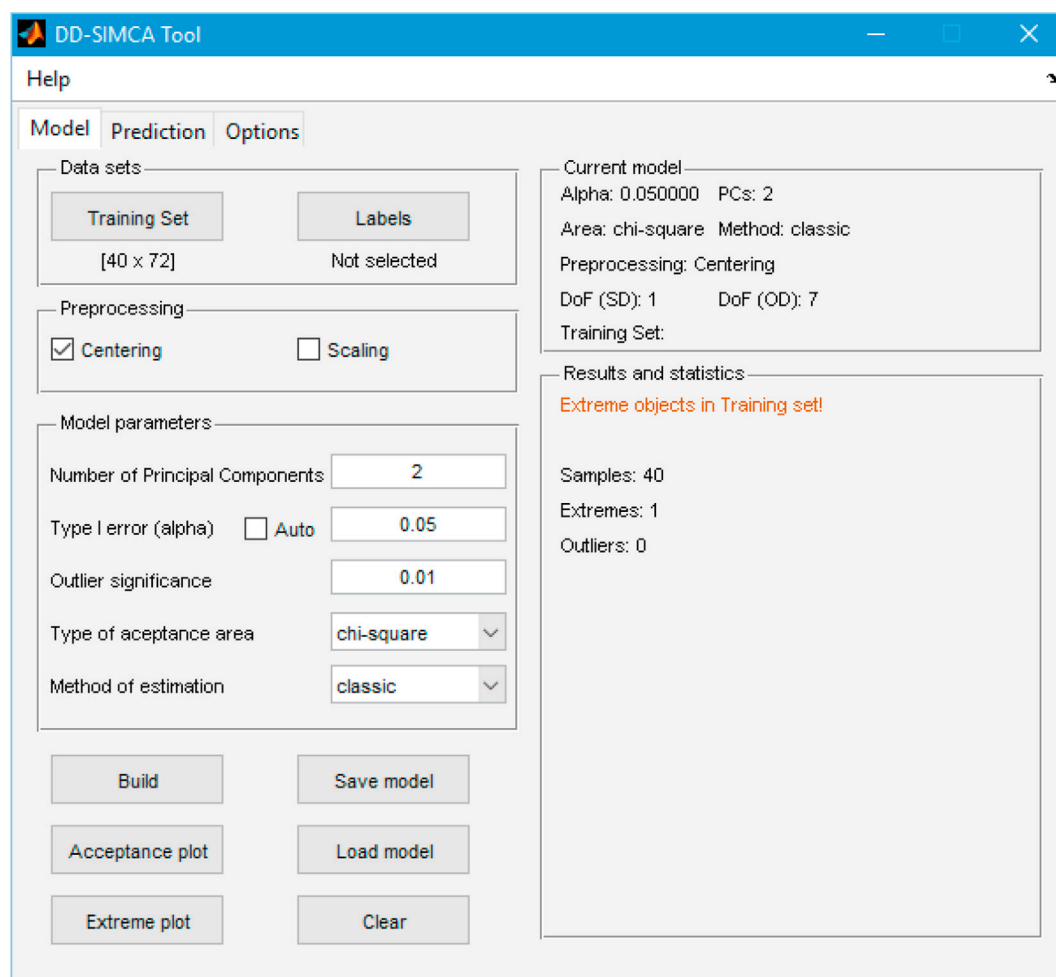 DD-SIMCA Tool
Help
Model Prediction Options
Data sets
Training Set Labels
[40 x 72] Not selected
Preprocessing
Centering Scaling
Model parameters
Number of Principal Components 2
Type I error (alpha) Auto 0.05
Outlier significance 0.01
Type of aceptance area chi-square
Method of estimation classic
Build Save model
Acceptance plot Load model
Extreme plot Clear
Current model
Alpha: 0.050000 PCs: 2
Area: chi-square Method: classic
Preprocessing: Centering
DoF (SD): 1 DoF (OD): 7
Training Set:
Results and statistics
Extreme objects in Training set!
Samples: 40
Extremes: 1
Outliers: 0